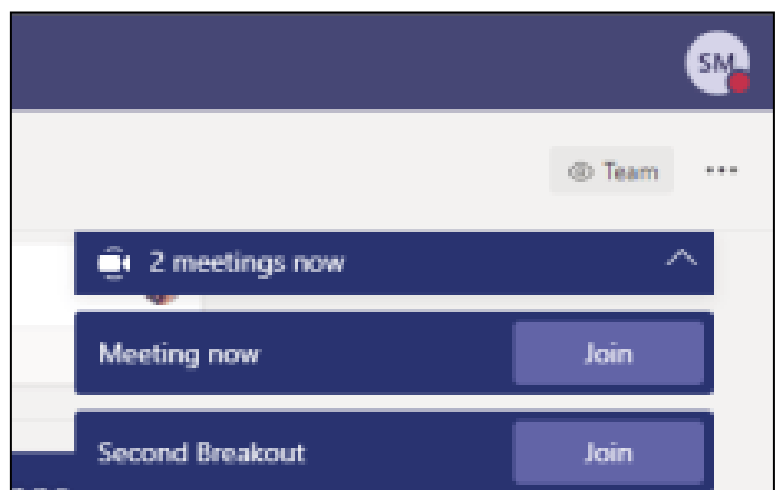 SM
Team
2 meetings now
Meeting now Join
Second Breakout Join